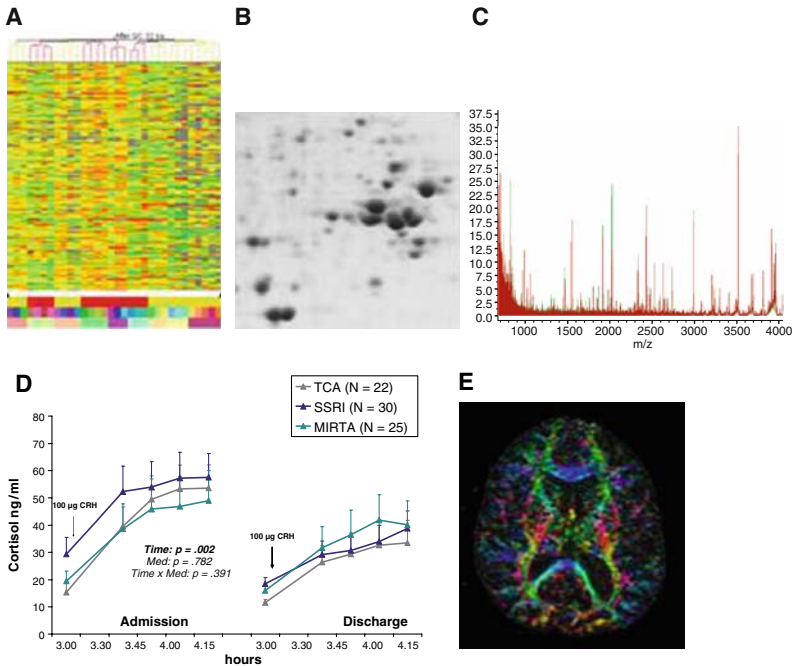 A
B
C
37.5
35.0
32.5
30.0
27.5
25.0
22.5
20.0
17.5
15.0
12.5
10.0
7.5
5.0
2.5
0.0
1000 1500 2000 2500 3000 3500 4000
m/z
D
E
TCA (N = 22)
SSRI (N = 30)
MIRTA (N = 25)
Cortisol ng/ml
80
70
60
50
40
30
20
10
0
100 µg CRH
100 µg CRH
Time: p = .002
Med: p = .782
Time x Med: p = .391
Admission
Discharge
3.00 3.30 3.45 4.00 4.15
3.00 3.30 3.45 4.00 4.15
hours